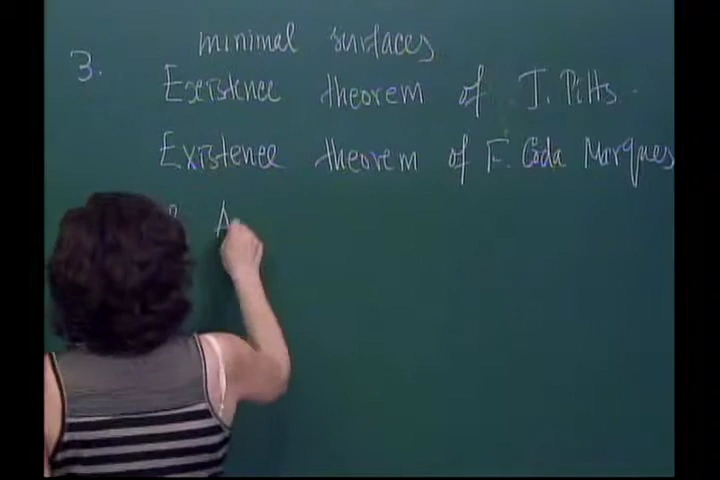 minimal surfaces
3. Existence theorem of J. Pitts.
Existence theorem of F. Coda Marques
& A